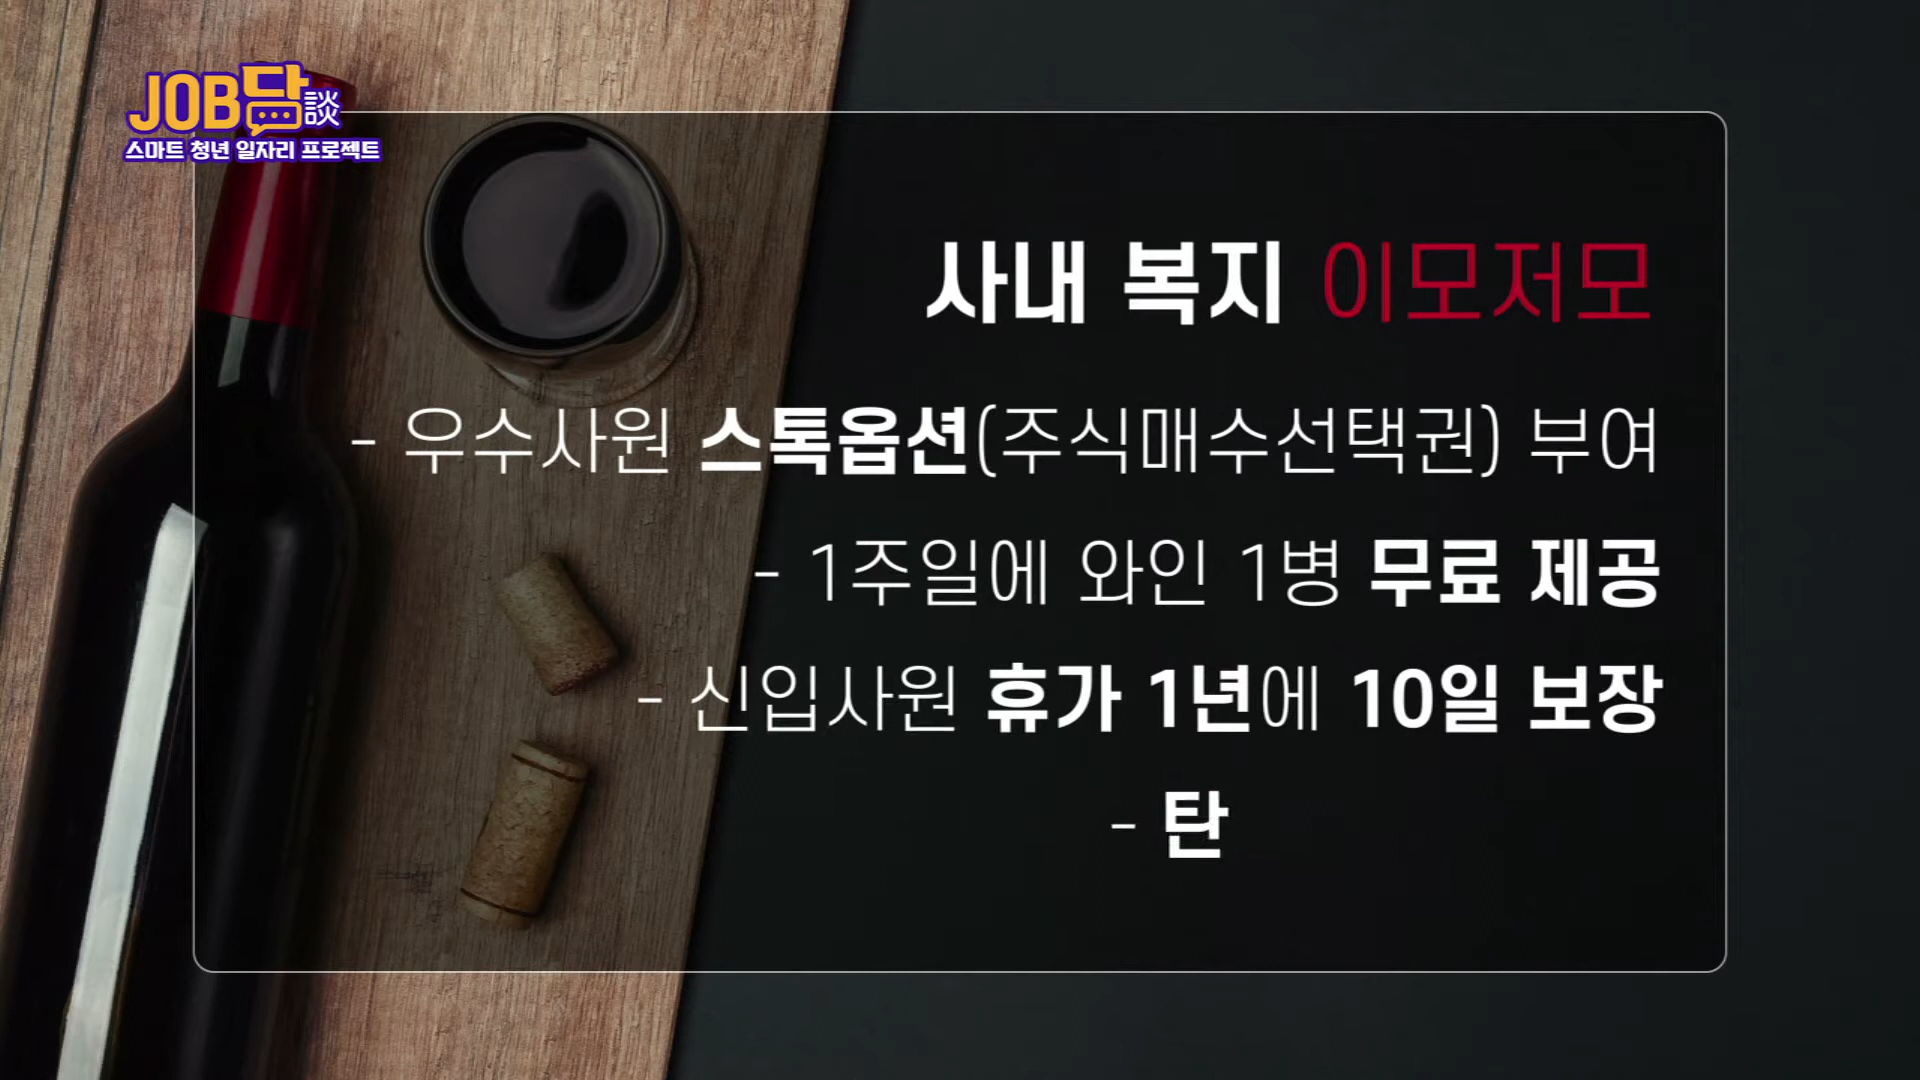 JOB담談
스마트 청년 일자리 프로젝트
사내 복지 이모저모
- 우수사원 스톡옵션(주식매수선택권) 부여
- 1주일에 와인 1병 무료 제공
- 신입사원 휴가 1년에 10일 보장
- 탄